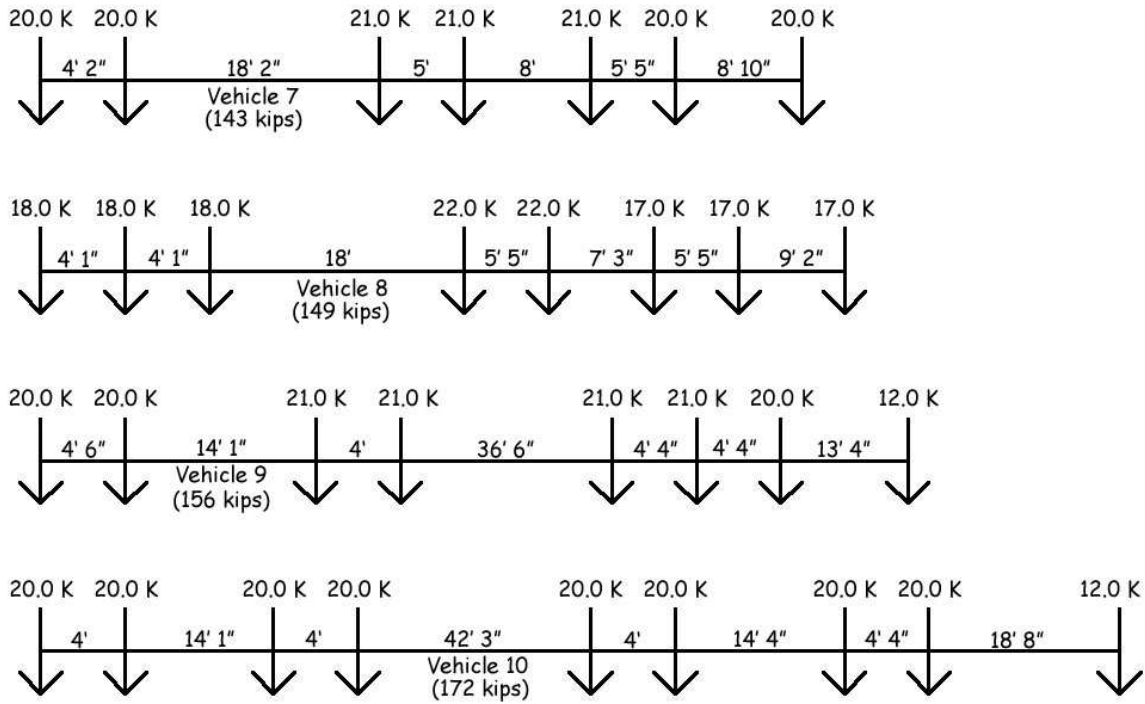 20.0 K 20.0 K 21.0 K 21.0 K 21.0 K 20.0 K 20.0 K
4' 2" 18' 2" 5' 8' 5' 5" 8' 10"
Vehicle 7
(143 kips)
18.0 K 18.0 K 18.0 K 22.0 K 22.0 K 17.0 K 17.0 K 17.0 K
4' 1" 4' 1" 18' 5' 5" 7' 3" 5' 5" 9' 2"
Vehicle 8
(149 kips)
20.0 K 20.0 K 21.0 K 21.0 K 21.0 K 21.0 K 20.0 K 12.0 K
4' 6" 14' 1" 4' 36' 6" 4' 4" 4' 4" 13' 4"
Vehicle 9
(156 kips)
20.0 K 20.0 K 20.0 K 20.0 K 20.0 K 20.0 K 20.0 K 20.0 K 12.0 K
4' 14' 1" 4' 42' 3" 4' 14' 4" 4' 4" 18' 8"
Vehicle 10
(172 kips)